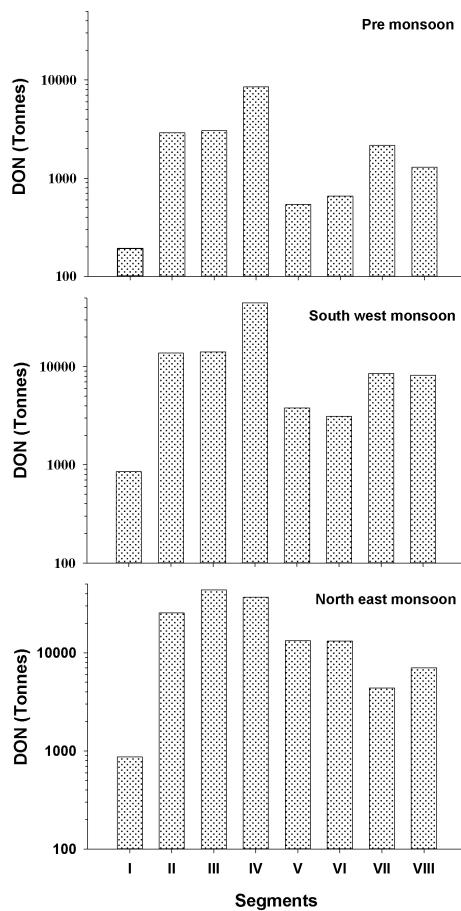 Pre monsoon
DON (Tonnes)
10000
1000
100
South west monsoon
DON (Tonnes)
10000
1000
100
North east monsoon
DON (Tonnes)
10000
1000
100
I II III IV V VI VII VIII
Segments